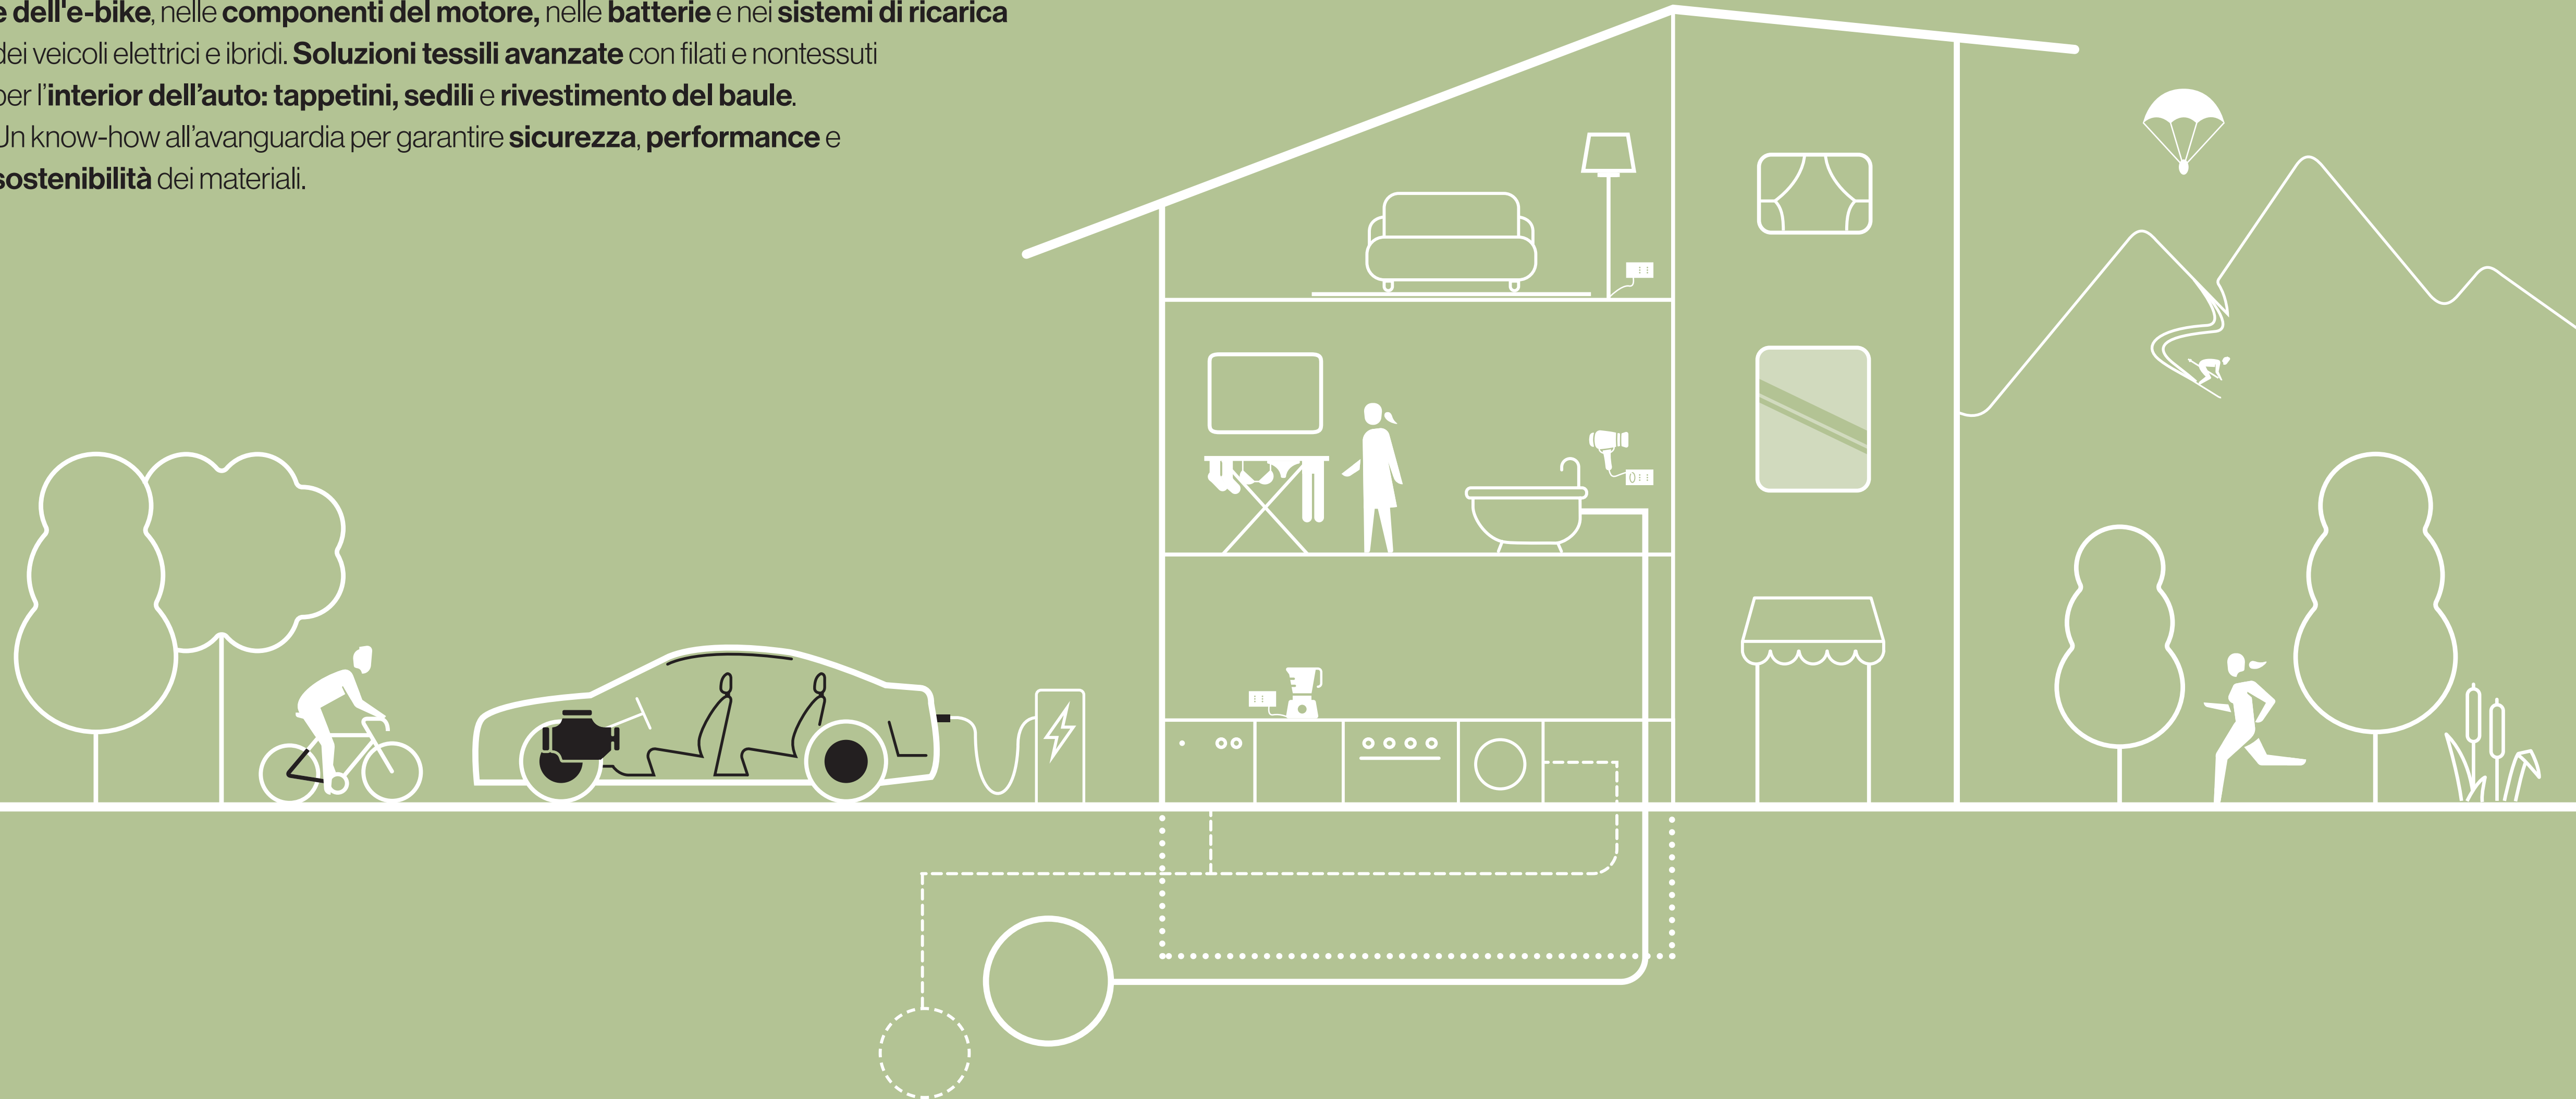 e dell'e-bike, nelle componenti del motore, nelle batterie e nei sistemi di ricarica
dei veicoli elettrici e ibridi. Soluzioni tessili avanzate con filati e nontessuti
per l’interior dell’auto: tappetini, sedili e rivestimento del baule.
Un know-how all’avanguardia per garantire sicurezza, performance e
sostenibilità dei materiali.